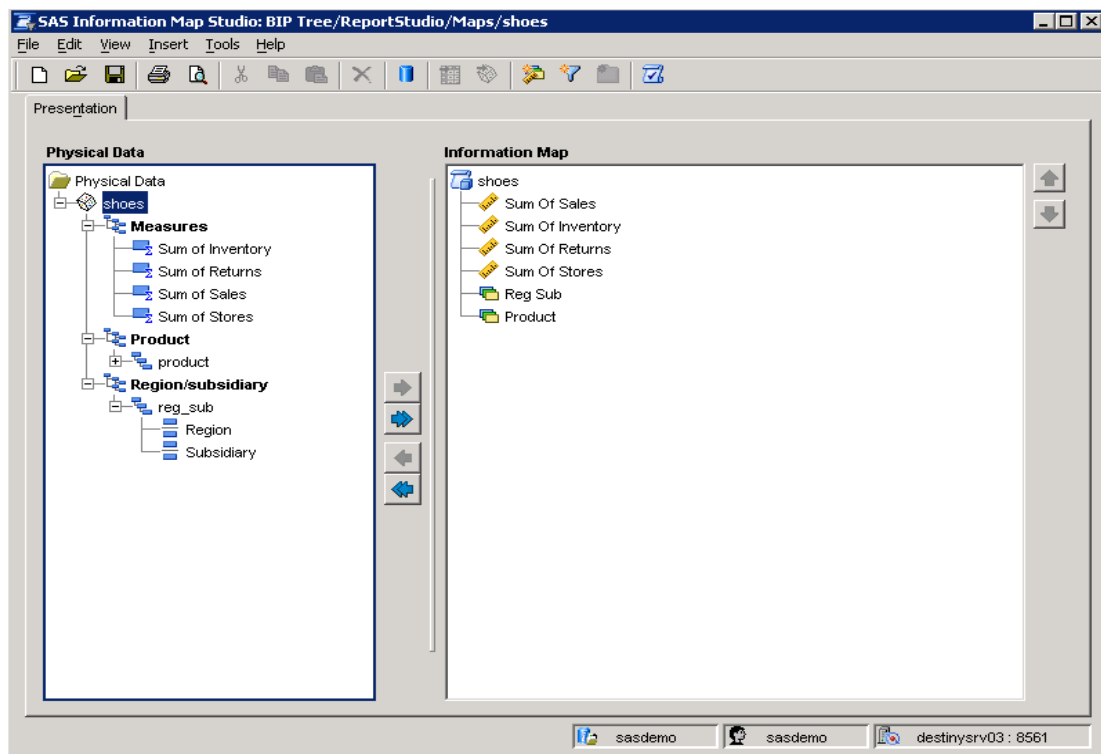 SAS Information Map Studio: BIP Tree/ReportStudio/Maps/shoes
File Edit View Insert Tools Help
Presentation
Physical Data
Physical Data
shoes
Measures
Sum of Inventory
Sum of Returns
Sum of Sales
Sum of Stores
Product
product
Region/subsidiary
reg_sub
Region
Subsidiary
Information Map
shoes
Sum Of Sales
Sum Of Inventory
Sum Of Returns
Sum Of Stores
Reg Sub
Product
sasdemo sasdemo destinysrv03 : 8561